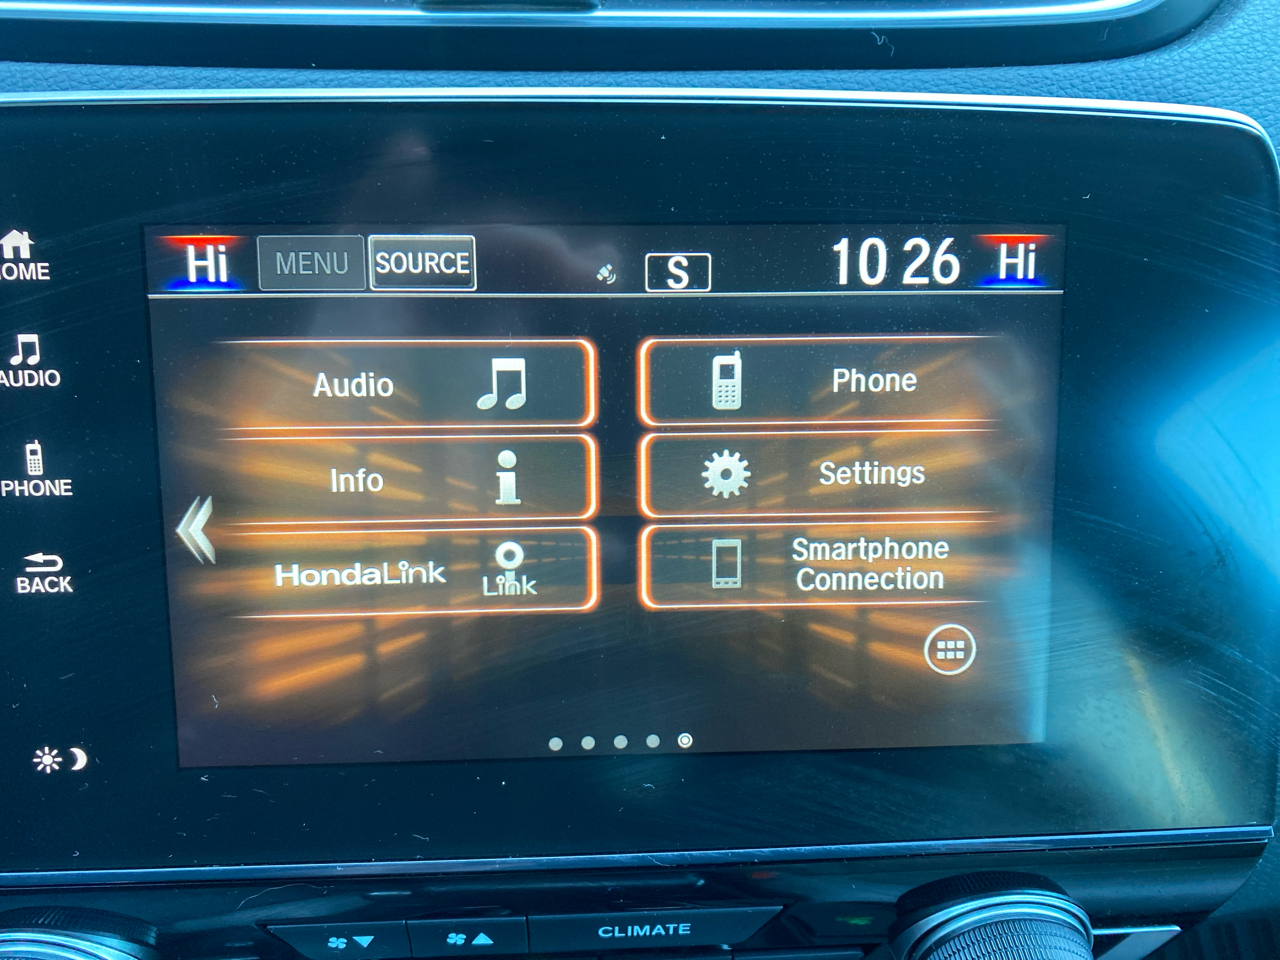 Hi MENU SOURCE S 10 26 Hi
OME
AUDIO
PHONE
BACK
Audio
Phone
Info
Settings
HondaLink
Link
Smartphone
Connection
CLIMATE